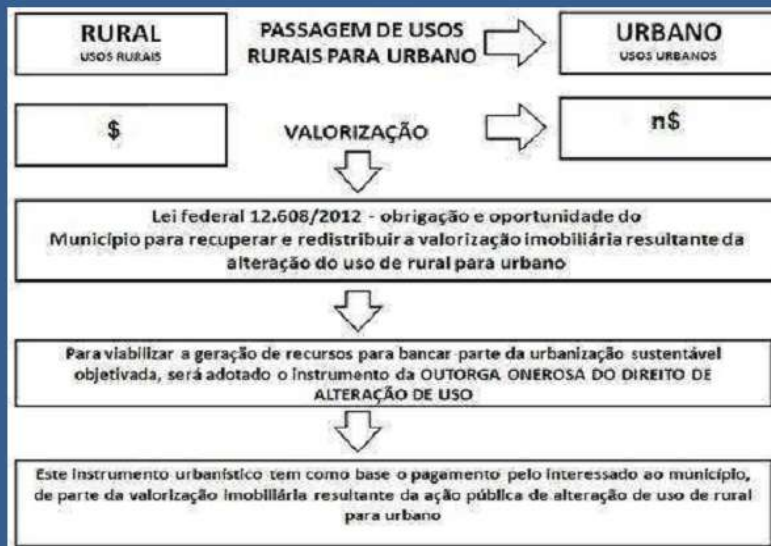 RURAL
USOS RURAIS
PASSAGEM DE USOS
RURAIS PARA URBANO
URBANO
USOS URBANOS
$
VALORIZAÇÃO
n$
Lei federal 12.608/2012 - obrigação e oportunidade do
Município para recuperar e redistribuir a valorização imobiliária resultante da
alteração do uso de rural para urbano
Para viabilizar a geração de recursos para bancar parte da urbanização sustentável
objetivada, será adotado o instrumento da OUTORGA ONEROSA DO DIREITO DE
ALTERAÇÃO DE USO
Este instrumento urbanístico tem como base o pagamento pelo interessado ao município,
de parte da valorização imobiliária resultante da ação pública de alteração de uso de rural
para urbano